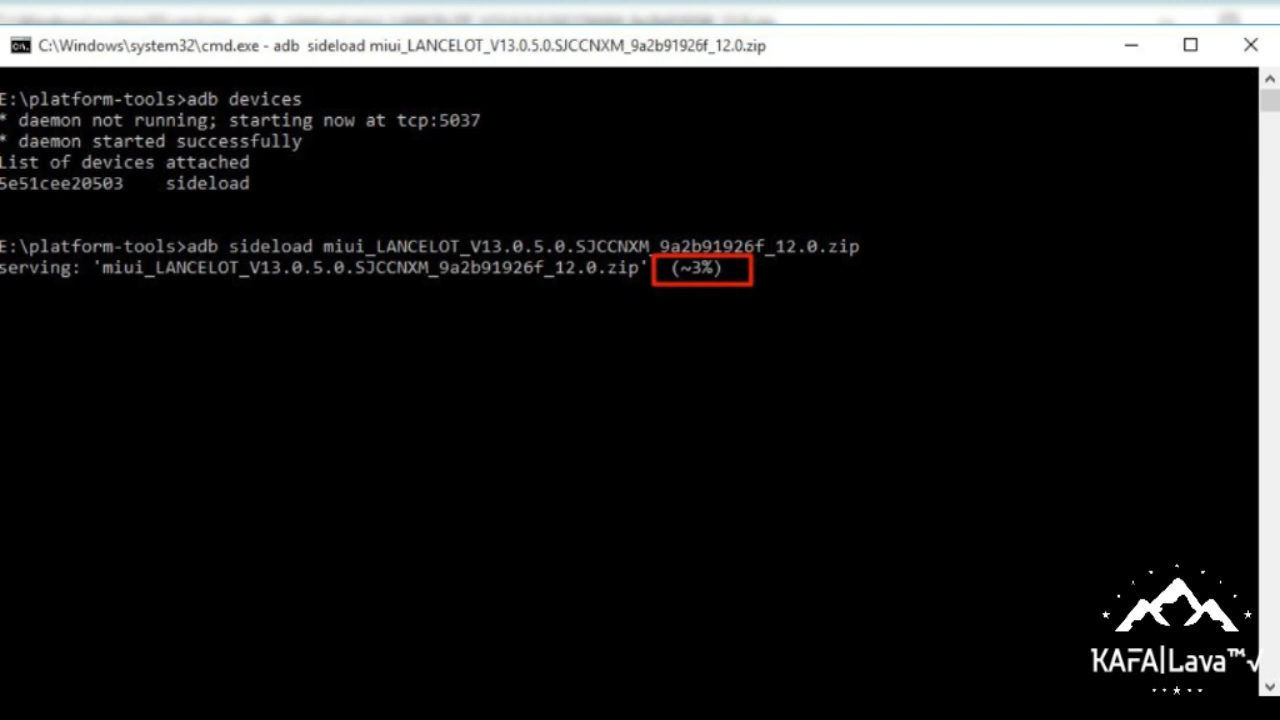 C:\Windows\system32\cmd.exe - adb  sideload miui_LANCELOT_V13.0.5.0.SJCCNXM_9a2b91926f_12.0.zip
E:\platform-tools>adb devices
* daemon not running; starting now at tcp:5037
* daemon started successfully
List of devices attached
5e51cee20503    sideload
E:\platform-tools>adb sideload miui_LANCELOT_V13.0.5.0.SJCCNXM_9a2b91926f_12.0.zip
serving: 'miui_LANCELOT_V13.0.5.0.SJCCNXM_9a2b91926f_12.0.zip'  (~3%)
KAFA|Lava™√